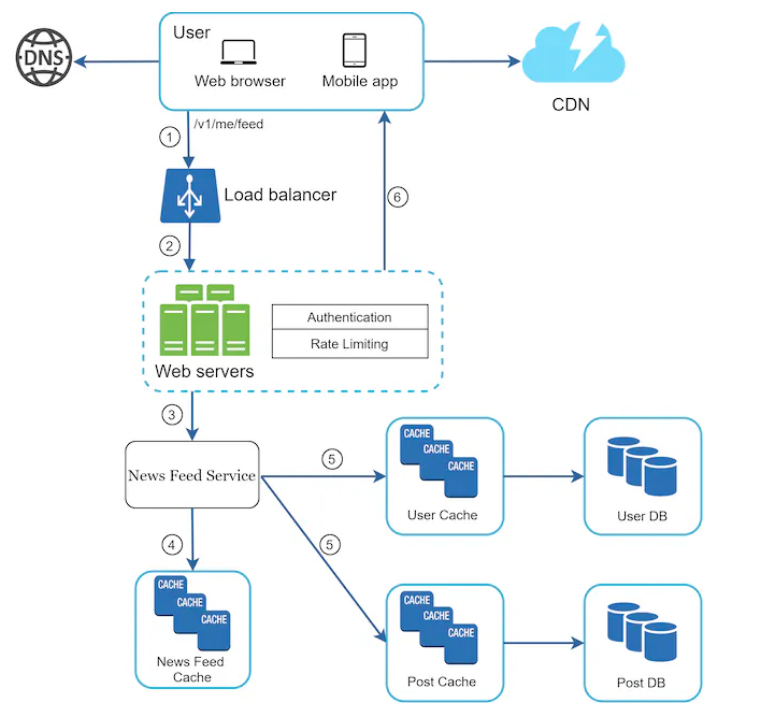 DNS
User
Web browser
Mobile app
CDN
1
/v1/me/feed
Load balancer
6
2
Authentication
Rate Limiting
Web servers
3
News Feed Service
5
CACHE
CACHE
CACHE
User Cache
User DB
4
5
CACHE
CACHE
CACHE
News Feed
Cache
CACHE
CACHE
CACHE
Post Cache
Post DB